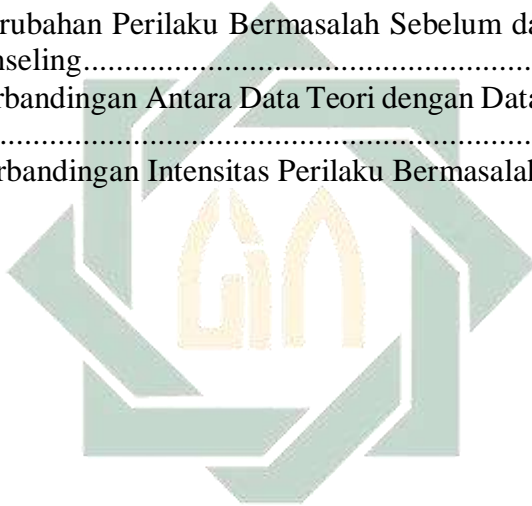 rubahan Perilaku Bermasalah Sebelum da
nseling.......................................................................
rbandingan Antara Data Teori dengan Data
....................................................................................
rbandingan Intensitas Perilaku Bermasalah